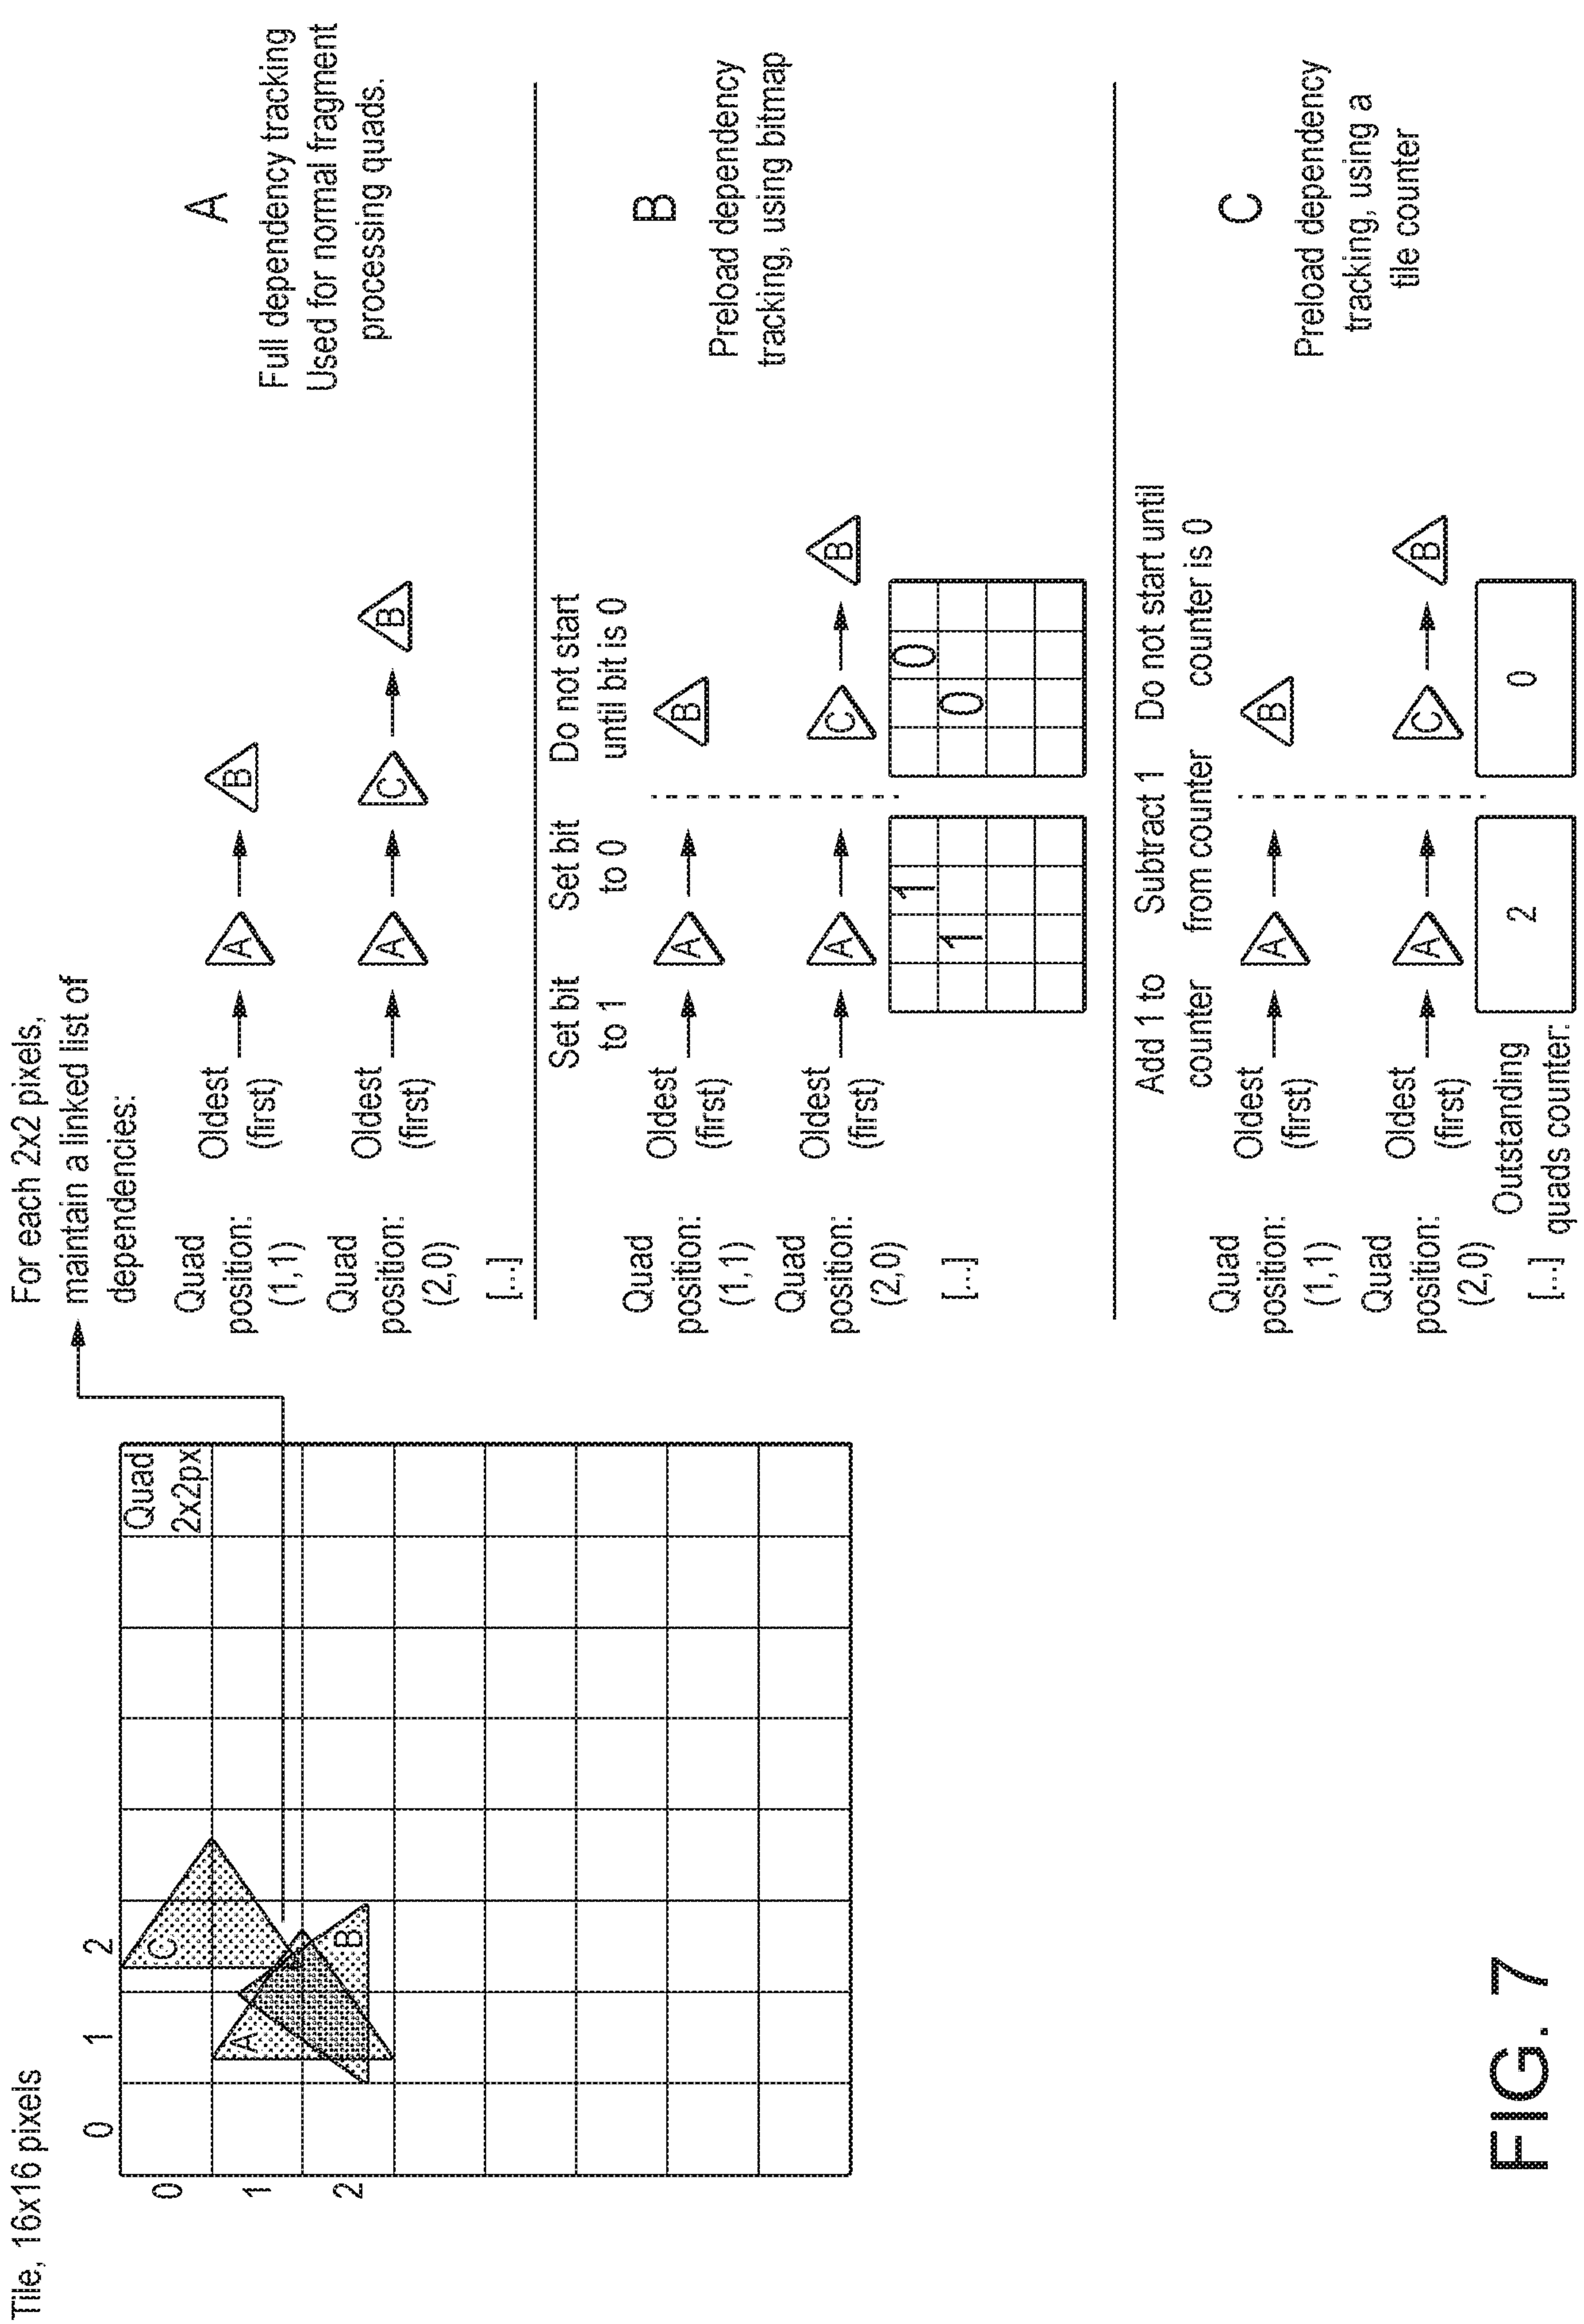 Tile, 16x16 pixels
0 1 2
0
1
2
Quad
2x2px
A
B
C
For each 2x2 pixels,
maintain a linked list of
dependencies:
Quad
position:
(1,1)
Oldest
(first)
A
B
Quad
position:
(2,0)
Oldest
(first)
A
C
B
[...]
A
Full dependency tracking
Used for normal fragment
processing quads.
Set bit
to 1
Set bit
to 0
Do not start
until bit is 0
Quad
position:
(1,1)
Oldest
(first)
A
B
Quad
position:
(2,0)
Oldest
(first)
A
C
B
[...]
1
1
0
0
B
Preload dependency
tracking, using bitmap
Add 1 to
counter
Subtract 1
from counter
Do not start until
counter is 0
Quad
position:
(1,1)
Oldest
(first)
A
B
Quad
position:
(2,0)
Oldest
(first)
A
C
B
[...]
Outstanding
quads counter:
2
0
C
Preload dependency
tracking, using a
tile counter
FIG. 7